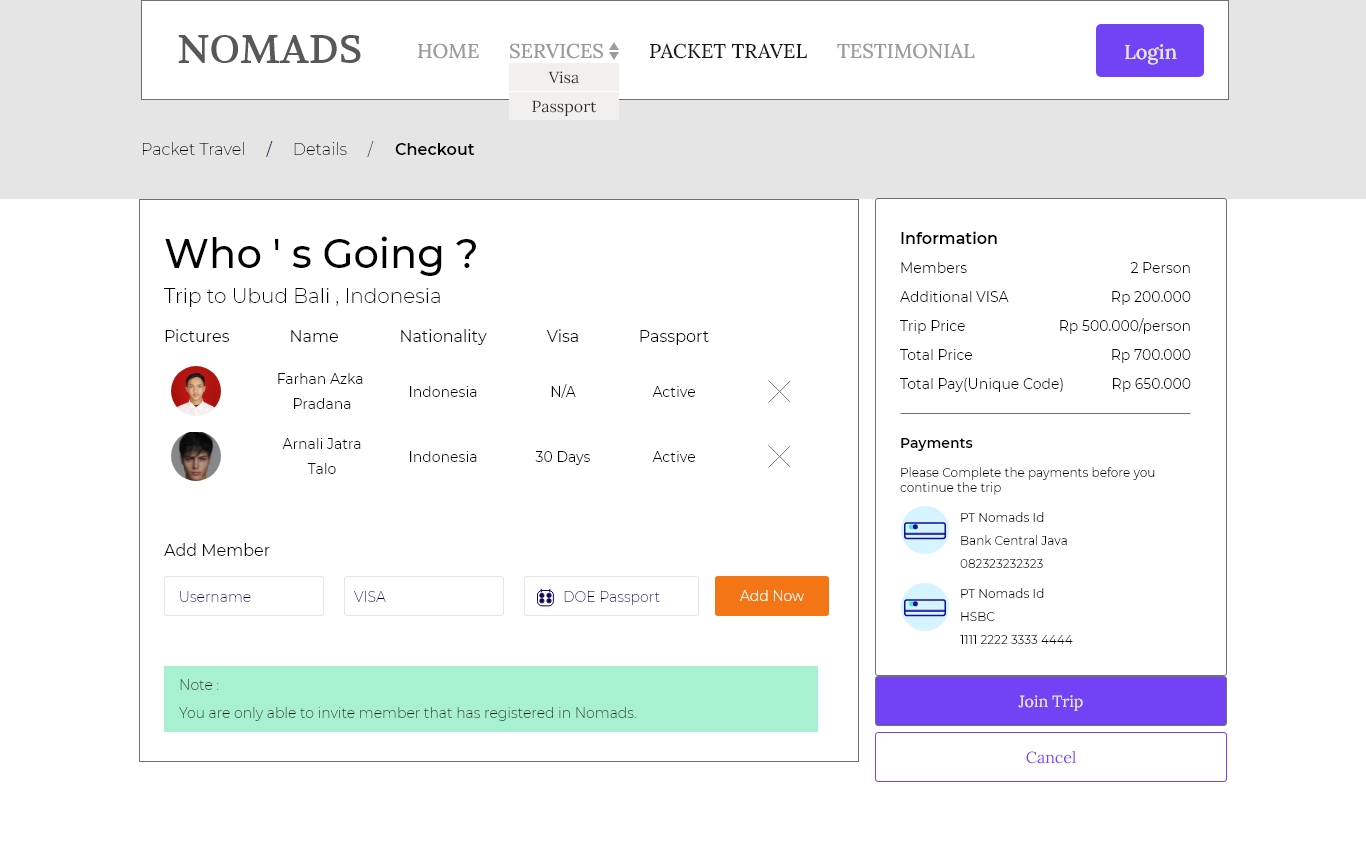 NOMADS
HOME
SERVICES
PACKET TRAVEL
TESTIMONIAL
Login
Visa
Passport
Packet Travel / Details / Checkout
Who ' s Going ?
Trip to Ubud Bali , Indonesia
Pictures Name Nationality Visa Passport
Farhan Azka
Pradana
Indonesia N/A Active
Arnali Jatra
Talo
Indonesia 30 Days Active
Add Member
Username
VISA
DOE Passport
Add Now
Note :
You are only able to invite member that has registered in Nomads.
Information
Members 2 Person
Additional VISA Rp 200.000
Trip Price Rp 500.000/person
Total Price Rp 700.000
Total Pay(Unique Code) Rp 650.000
Payments
Please Complete the payments before you
continue the trip
PT Nomads Id
Bank Central Java
082323232323
PT Nomads Id
HSBC
1111 2222 3333 4444
Join Trip
Cancel